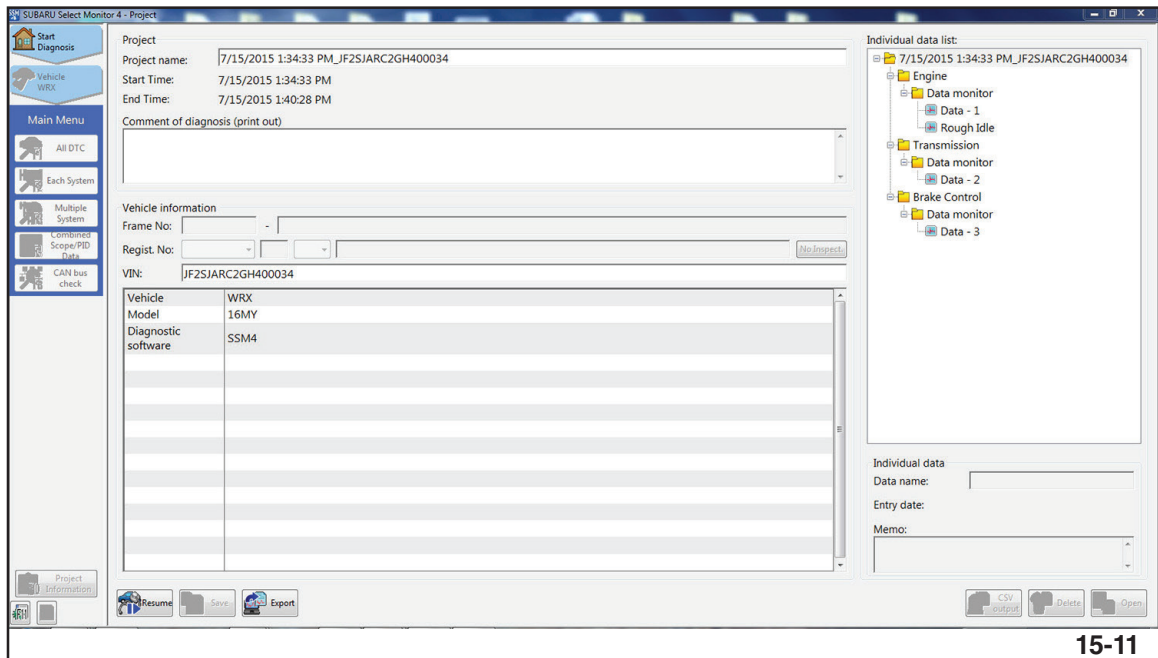 SUBARU Select Monitor 4 - Project
Start
Diagnosis
Vehicle
WRX
Main Menu
All DTC
Each System
Multiple
System
Combined
Scope/PID
Data
CAN bus
check
Project
Information
Project
Project name: 7/15/2015 1:34:33 PM_JF2SJARC2GH400034
Start Time: 7/15/2015 1:34:33 PM
End Time: 7/15/2015 1:40:28 PM
Comment of diagnosis (print out)
Vehicle information
Frame No: -
Regist. No: No Inspect.
VIN: JF2SJARC2GH400034
Vehicle WRX
Model 16MY
Diagnostic
software SSM4
Resume Save Export
Individual data list:
7/15/2015 1:34:33 PM_JF2SJARC2GH400034
Engine
Data monitor
Data - 1
Rough Idle
Transmission
Data monitor
Data - 2
Brake Control
Data monitor
Data - 3
Individual data
Data name:
Entry date:
Memo:
CSV
output Delete Open
15-11